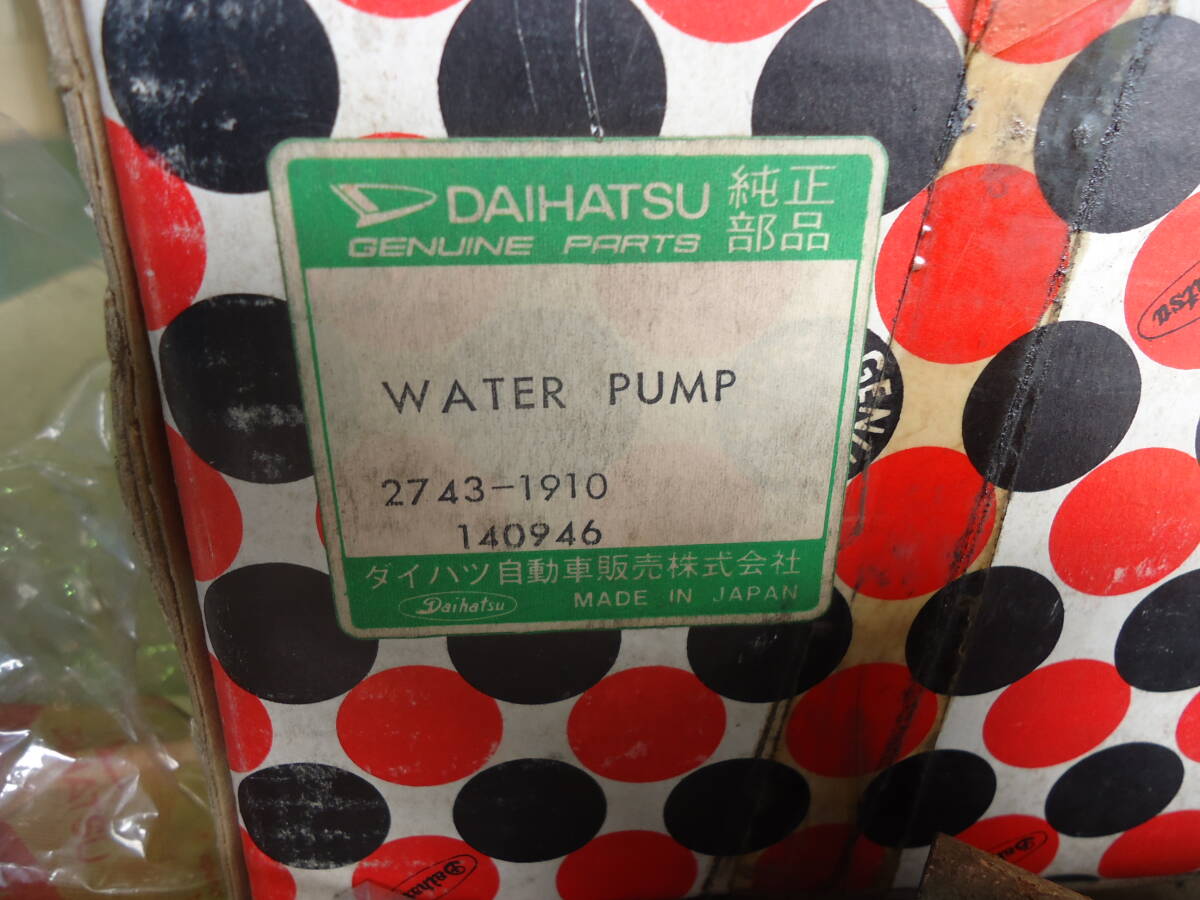 DAIHATSU 純正
GENUINE PARTS 部品
WATER PUMP
2743-1910
140946
ダイハツ自動車販売株式会社
Daihatsu MADE IN JAPAN